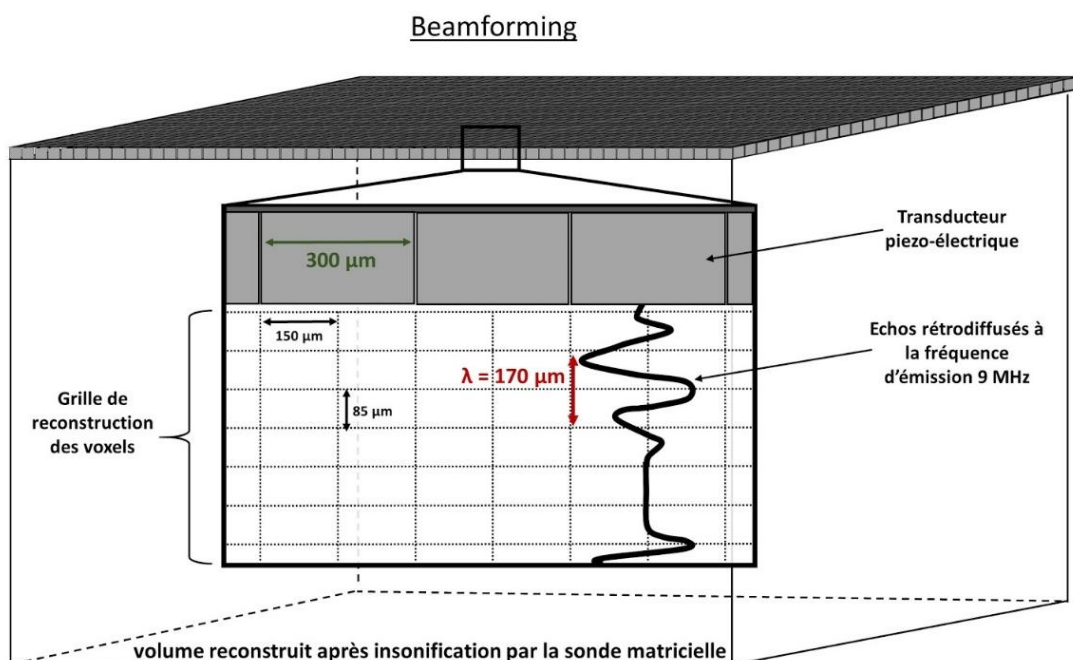 Beamforming
300 µm
Transducteur
piezo-électrique
150 µm
λ = 170 µm
Echos rétrodiffusés à
la fréquence
d’émission 9 MHz
Grille de
reconstruction
des voxels
85 µm
volume reconstruit après insonification par la sonde matricielle